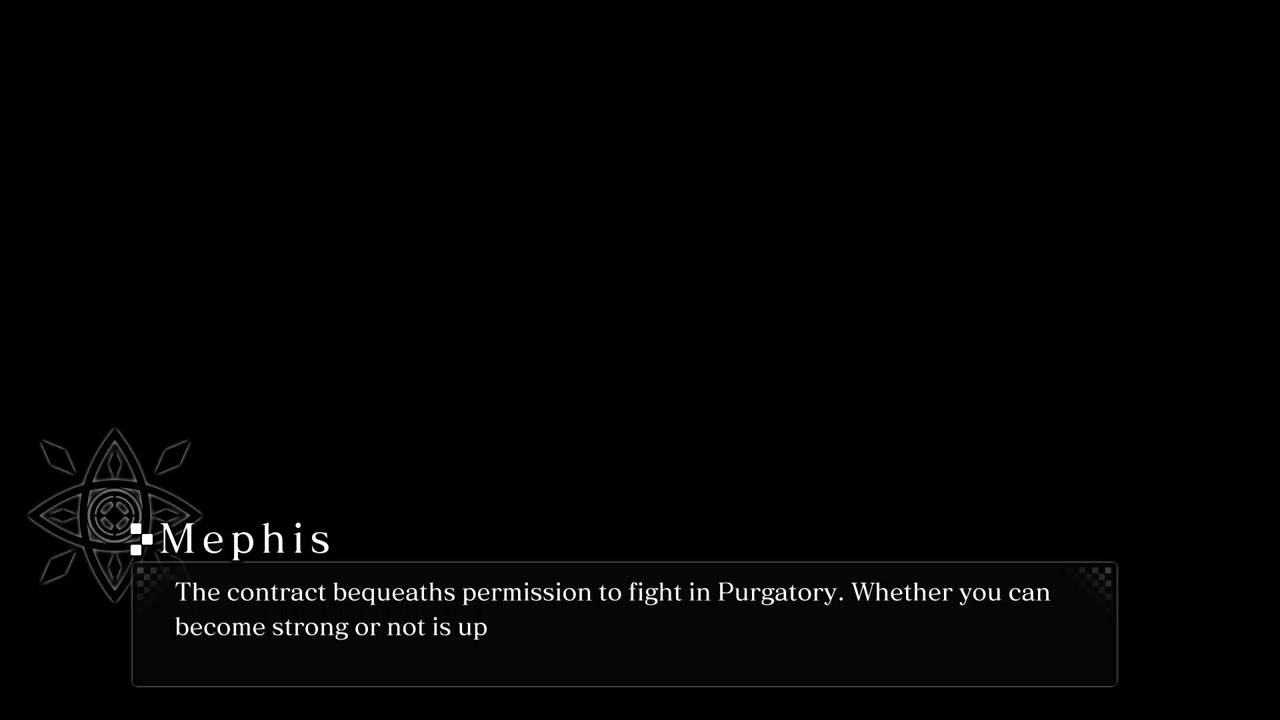 Mephis
The contract bequeaths permission to fight in Purgatory. Whether you can
become strong or not is up